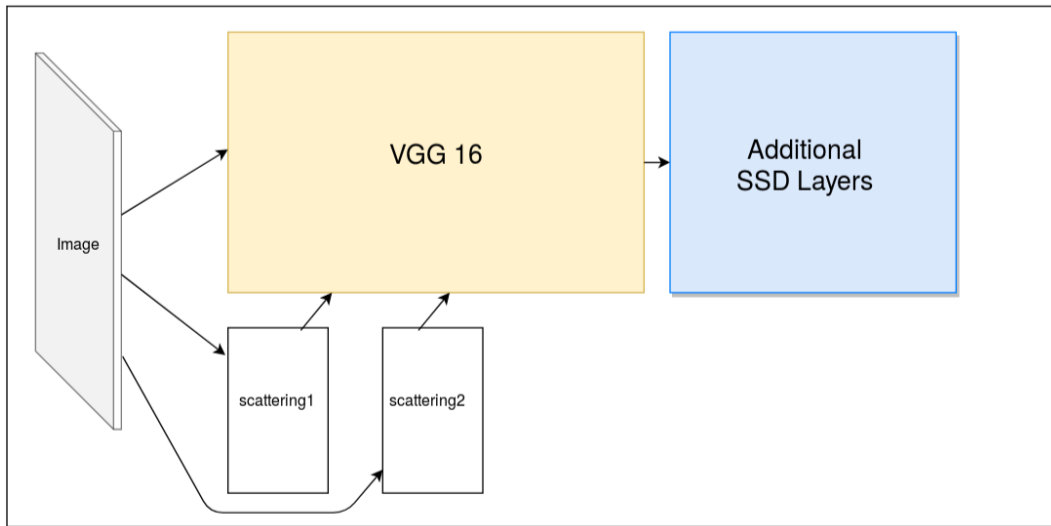 Image
VGG 16
Additional
SSD Layers
scattering1
scattering2